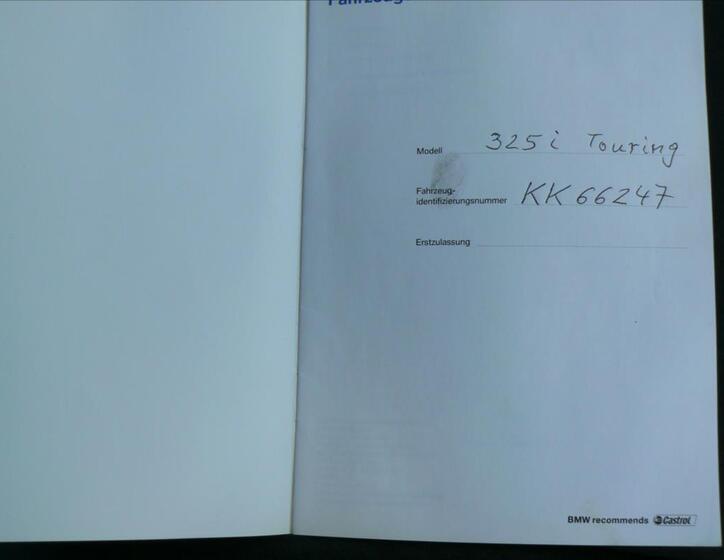 Modell 325i Touring
Fahrzeug-
identifizierungsnummer KK66247
Erstzulassung
BMW recommends Castrol